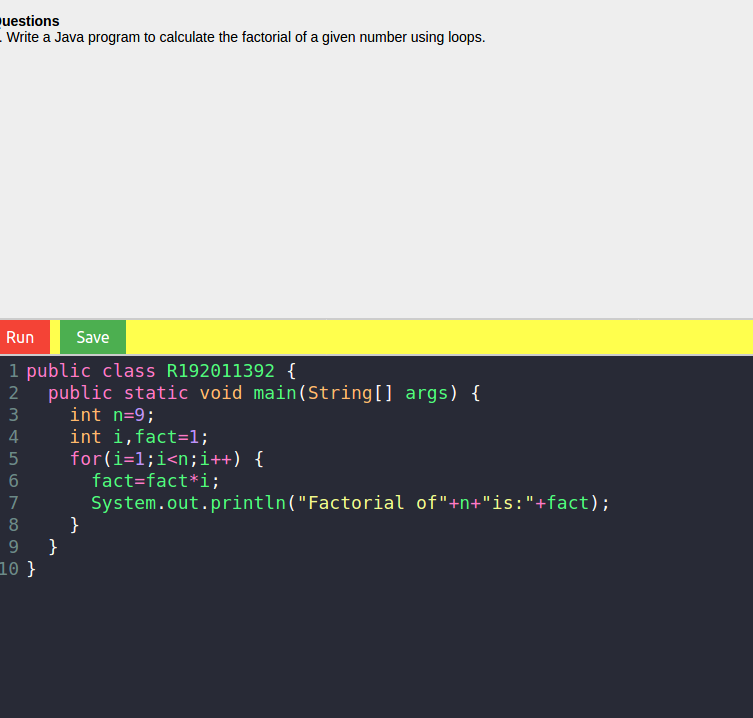 uestions
. Write a Java program to calculate the factorial of a given number using loops.
Run Save
1 public class R192011392 {
2 public static void main(String[] args) {
3 int n=9;
4 int i,fact=1;
5 for(i=1;i<n;i++) {
6 fact=fact*i;
7 System.out.println("Factorial of"+n+"is:"+fact);
8 }
9 }
10 }